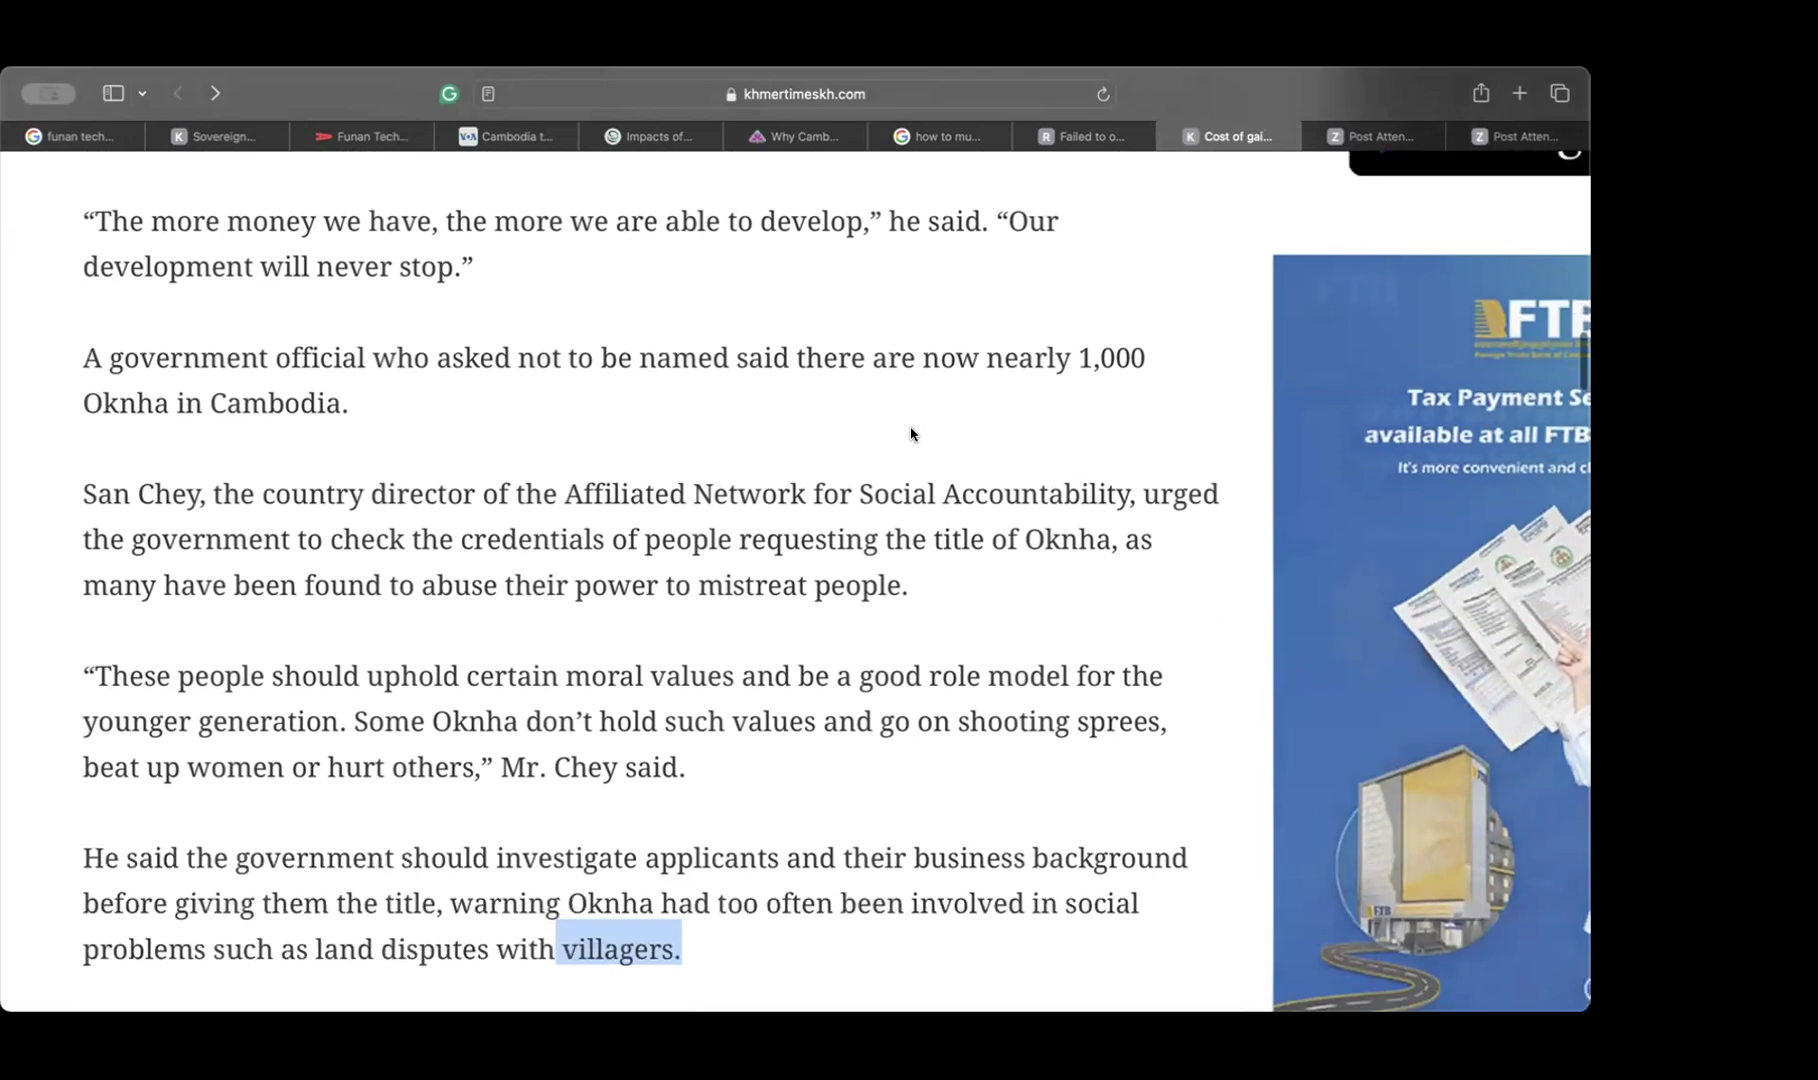 khmertimeskh.com
funan tech...
Sovereign...
Funan Tech...
VOA Cambodia t...
Impacts of...
Why Camb...
how to mu...
R Failed to o...
K Cost of gai...
Z Post Atten...
Z Post Atten...
“The more money we have, the more we are able to develop,” he said. “Our
development will never stop.”
A government official who asked not to be named said there are now nearly 1,000
Oknha in Cambodia.
San Chey, the country director of the Affiliated Network for Social Accountability, urged
the government to check the credentials of people requesting the title of Oknha, as
many have been found to abuse their power to mistreat people.
“These people should uphold certain moral values and be a good role model for the
younger generation. Some Oknha don’t hold such values and go on shooting sprees,
beat up women or hurt others,” Mr. Chey said.
He said the government should investigate applicants and their business background
before giving them the title, warning Oknha had too often been involved in social
problems such as land disputes with villagers.
FTB
Tax Payment Se
available at all FTB
It’s more convenient and cl
FTB